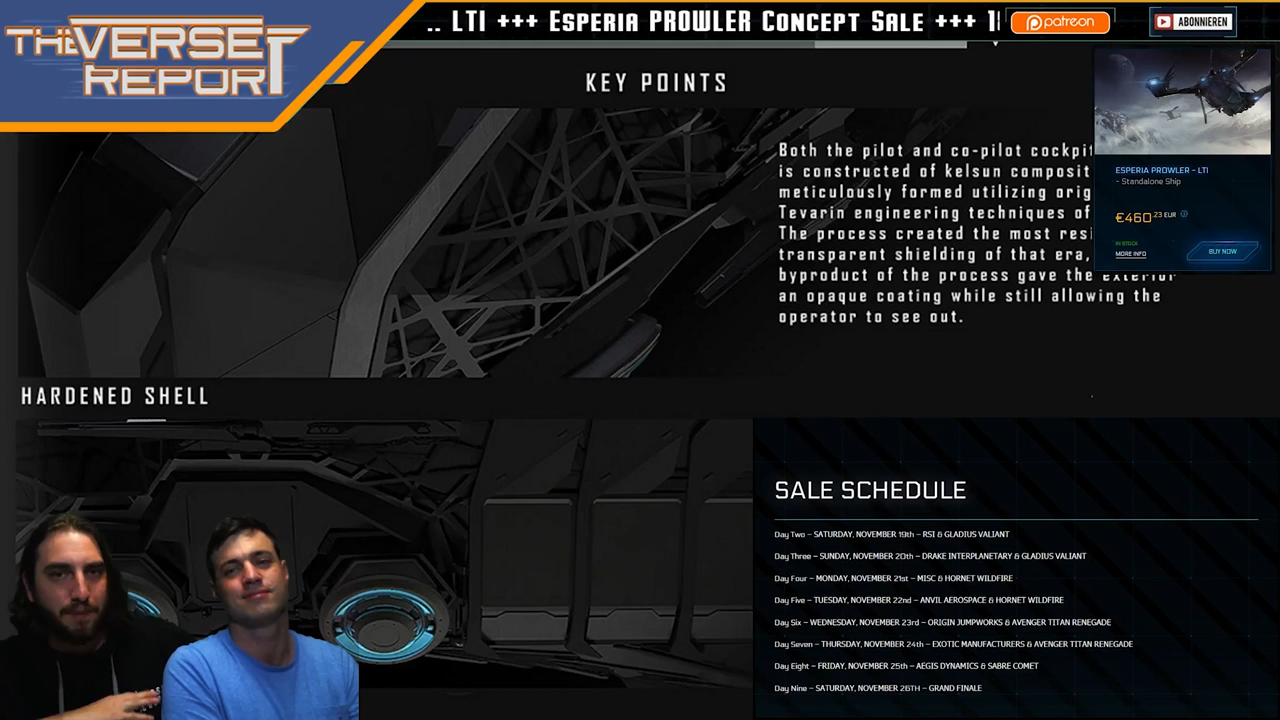 THE VERSE
REPORT
.. LTI +++ Esperia PROWLER Concept Sale +++
patreon
ABONNIEREN
KEY POINTS
Both the pilot and co-pilot
is constructed of kelsun
meticulously formed utilizing
Tevarin engineering techniques of
The process created the most
transparent shielding of that era,
byproduct of the process gave the exterior
an opaque coating while still allowing the
operator to see out.
ESPERIA PROWLER - LTI
- Standalone Ship
€460.23 EUR
IN STOCK
MORE INFO
BUY NOW
HARDENED SHELL
SALE SCHEDULE
Day Two – SATURDAY, NOVEMBER 19th – RSI & GLADIUS VALIANT
Day Three – SUNDAY, NOVEMBER 20th – DRAKE INTERPLANETARY & GLADIUS VALIANT
Day Four – MONDAY, NOVEMBER 21st – MISC & HORNET WILDFIRE
Day Five – TUESDAY, NOVEMBER 22nd – ANVIL AEROSPACE & HORNET WILDFIRE
Day Six – WEDNESDAY, NOVEMBER 23rd – ORIGIN JUMPWORKS & AVENGER TITAN RENEGADE
Day Seven – THURSDAY, NOVEMBER 24th – EXOTIC MANUFACTURERS & AVENGER TITAN RENEGADE
Day Eight – FRIDAY, NOVEMBER 25th – AEGIS DYNAMICS & SABRE COMET
Day Nine – SATURDAY, NOVEMBER 26TH – GRAND FINALE